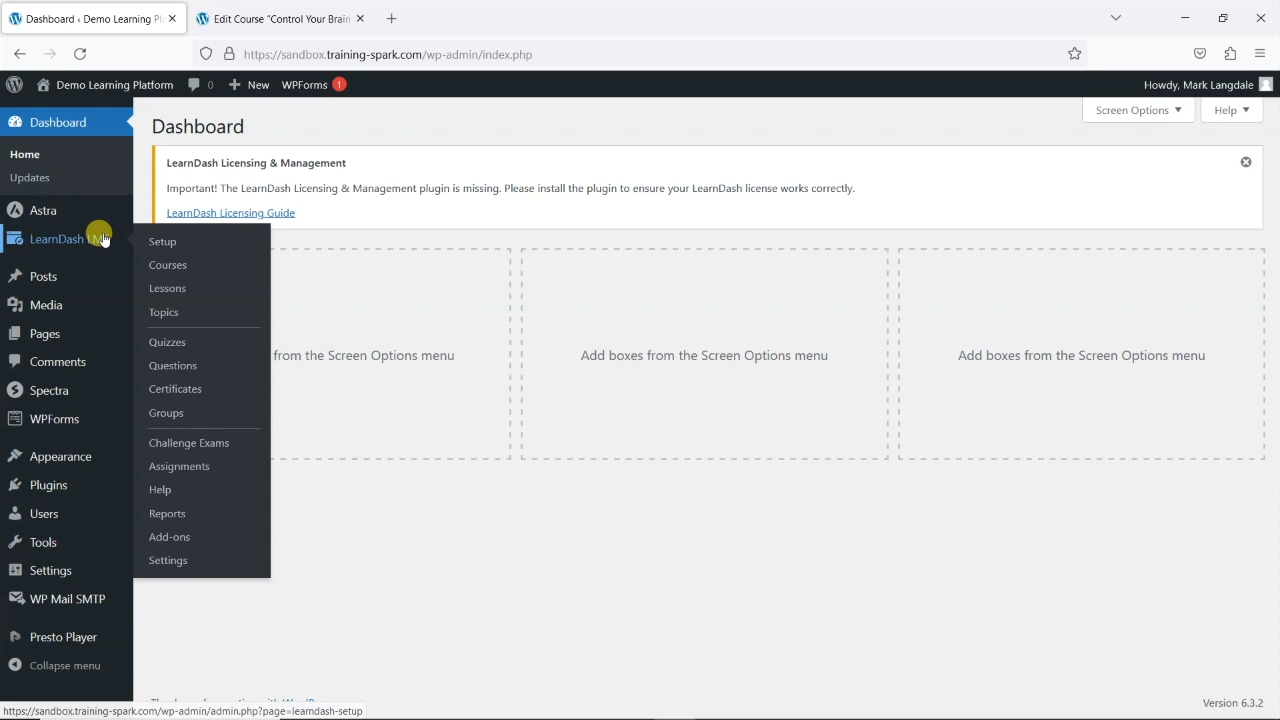 Dashboard ‹ Demo Learning Pl
Edit Course "Control Your Brain
https://sandbox.training-spark.com/wp-admin/index.php
Demo Learning Platform
0
New
WPForms 1
Howdy, Mark Langdale
Screen Options
Help
Dashboard
Home
Updates
Astra
LearnDash LM
Posts
Media
Pages
Comments
Spectra
WPForms
Appearance
Plugins
Users
Tools
Settings
WP Mail SMTP
Presto Player
Collapse menu
Setup
Courses
Lessons
Topics
Quizzes
Questions
Certificates
Groups
Challenge Exams
Assignments
Help
Reports
Add-ons
Settings
Dashboard
LearnDash Licensing & Management
Important! The LearnDash Licensing & Management plugin is missing. Please install the plugin to ensure your LearnDash license works correctly.
LearnDash Licensing Guide
from the Screen Options menu
Add boxes from the Screen Options menu
Add boxes from the Screen Options menu
Version 6.3.2
https://sandbox.training-spark.com/wp-admin/admin.php?page=learndash-setup